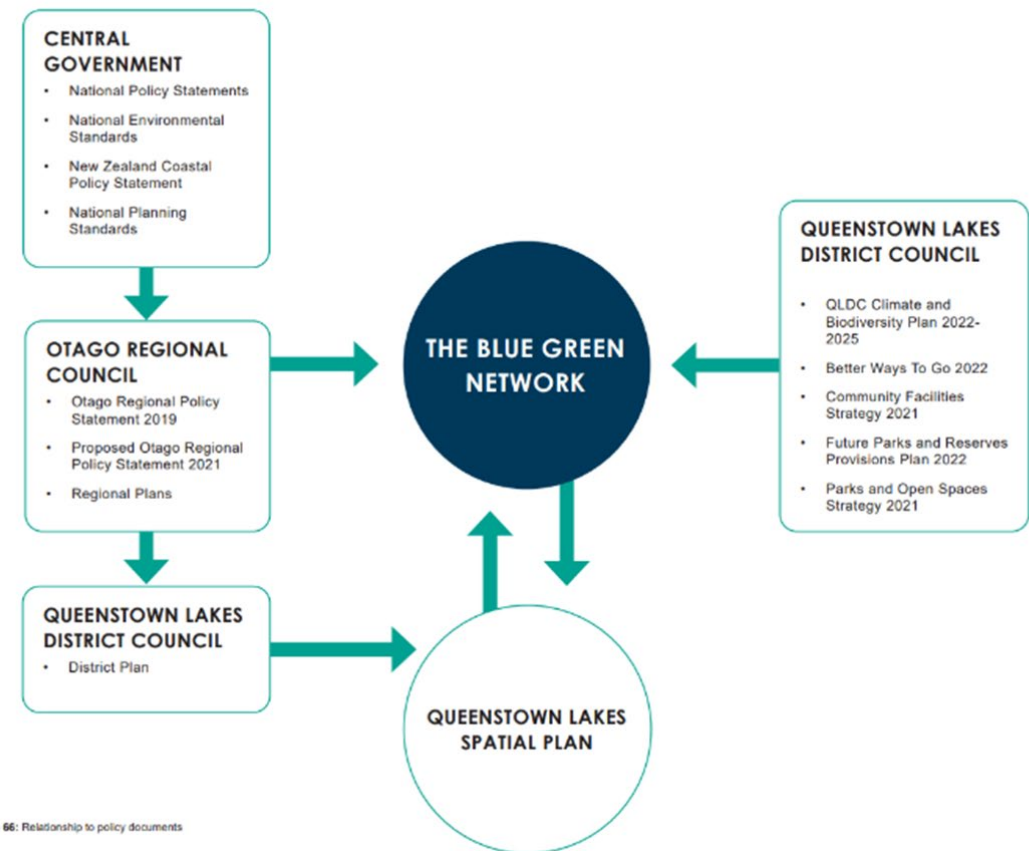 CENTRAL
GOVERNMENT
• National Policy Statements
• National Environmental
Standards
• New Zealand Coastal
Policy Statement
• National Planning
Standards
OTAGO REGIONAL
COUNCIL
• Otago Regional Policy
Statement 2019
• Proposed Otago Regional
Policy Statement 2021
• Regional Plans
QUEENSTOWN LAKES
DISTRICT COUNCIL
• District Plan
THE BLUE GREEN
NETWORK
QUEENSTOWN LAKES
SPATIAL PLAN
QUEENSTOWN LAKES
DISTRICT COUNCIL
• QLDC Climate and
Biodiversity Plan 2022-
2025
• Better Ways To Go 2022
• Community Facilities
Strategy 2021
• Future Parks and Reserves
Provisions Plan 2022
• Parks and Open Spaces
Strategy 2021
66: Relationship to policy documents